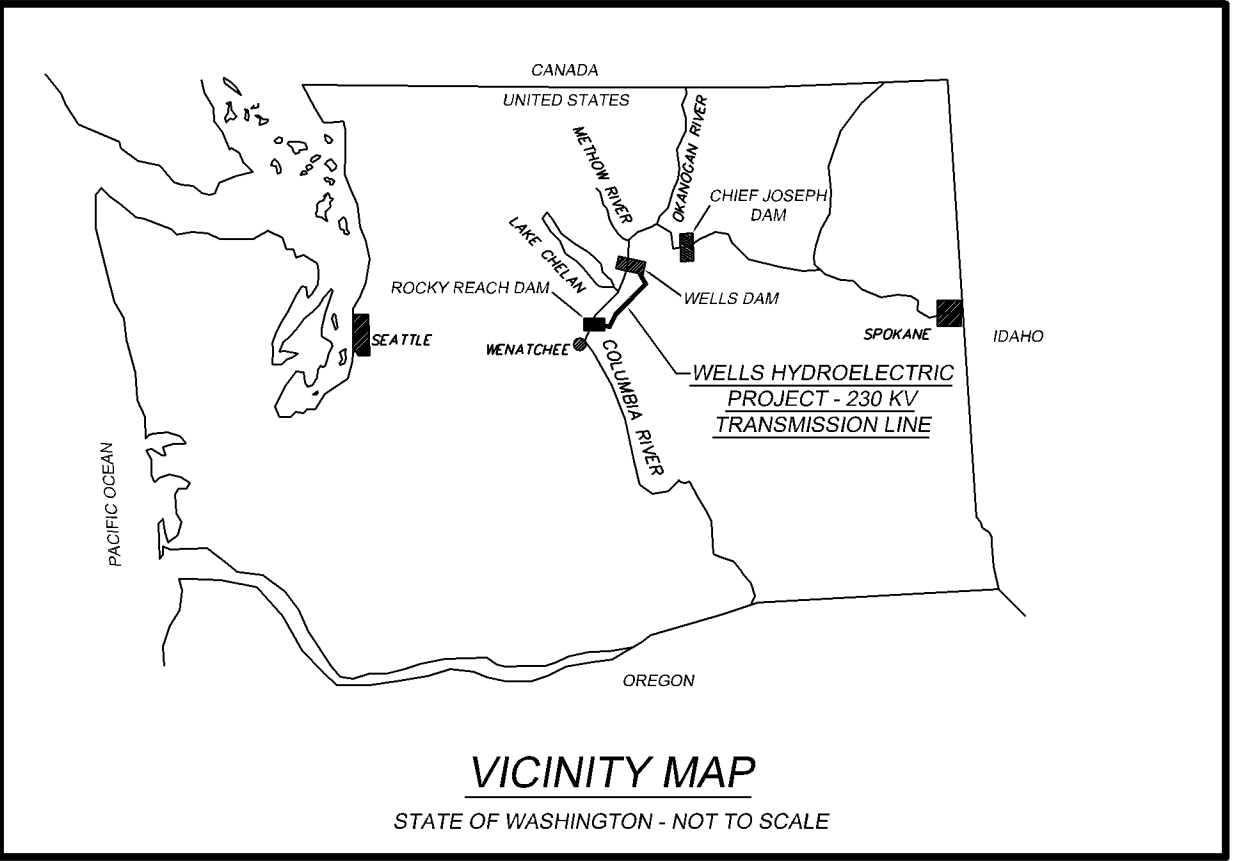 CANADA
UNITED STATES
METHOW RIVER
OKANOGAN RIVER
CHIEF JOSEPH
DAM
LAKE CHELAN
ROCKY REACH DAM
WELLS DAM
SEATTLE
WENATCHEE
SPOKANE
IDAHO
COLUMBIA RIVER
WELLS HYDROELECTRIC
PROJECT - 230 KV
TRANSMISSION LINE
PACIFIC OCEAN
OREGON
VICINITY MAP
STATE OF WASHINGTON - NOT TO SCALE